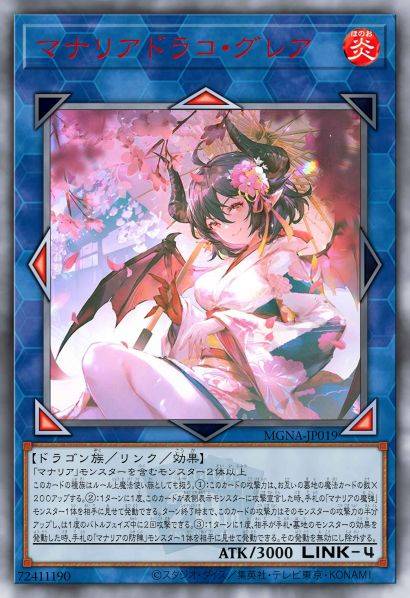 マナリアドラコ・グレア
ほのお
炎
MGNA-JP019
【ドラゴン族／リンク／効果】
「マナリア」モンスターを含むモンスター２体以上
このカードの種族はルール上魔法使い族としても扱う。①：このカードの攻撃力は、お互いの墓地の魔法カードの数×
２００アップする。②：１ターンに１度、このカードが表側表示モンスターに攻撃宣言した時、手札の「マナリアの魔弾」
モンスター１体を相手に見せて発動できる。ターン終了時まで、このカードの攻撃力はそのモンスターの攻撃力の半分
アップし、は１度のバトルフェイズ中に２回攻撃できる。③：１ターンに１度、相手が手札・墓地のモンスターの効果を
発動した時、手札の「マナリアの防陣」モンスター１体を相手に見せて発動できる。その発動を無効にし除外する。
ATK/3000 LINK-4
72411190 ©スタジオ・ダイス／集英社・テレビ東京・KONAMI